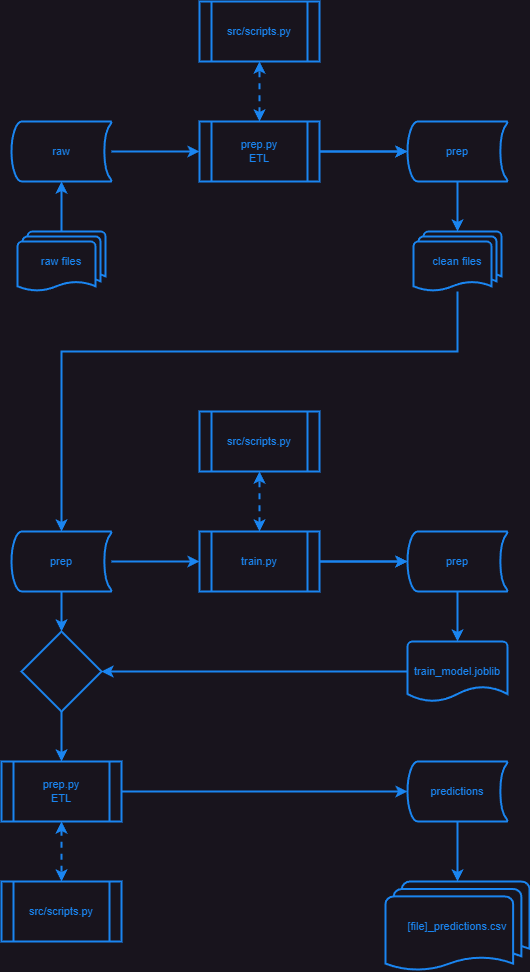 src/scripts.py
raw
prep.py
ETL
prep
raw files
clean files
src/scripts.py
prep
train.py
prep
train_model.joblib
prep.py
ETL
predictions
src/scripts.py
[file]_predictions.csv